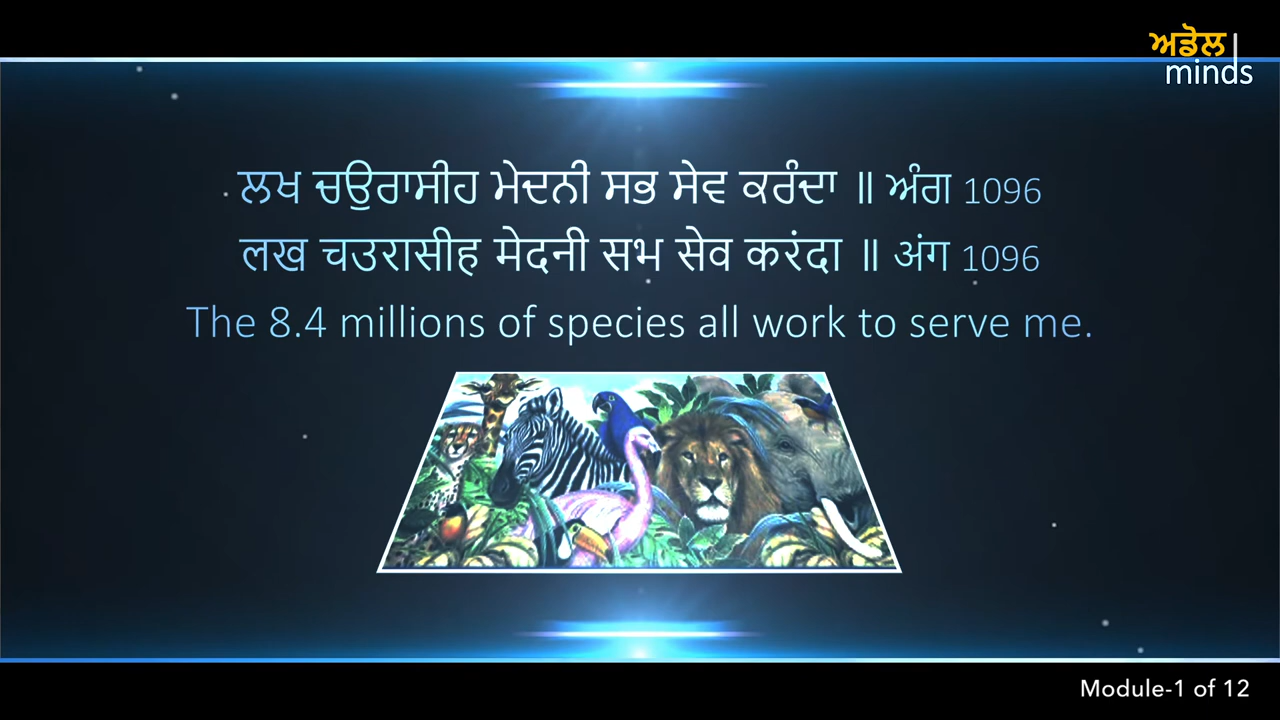 ਅਡੋਲ
minds
ਲਖ ਚਉਰਾਸੀਹ ਮੇਦਨੀ ਸਭ ਸੇਵ ਕਰੰਦਾ ॥ ਅੰਗ 1096
लख चउरासीह मेदनी सभ सेव करंदा ॥ अंग 1096
The 8.4 millions of species all work to serve me.
Module-1 of 12